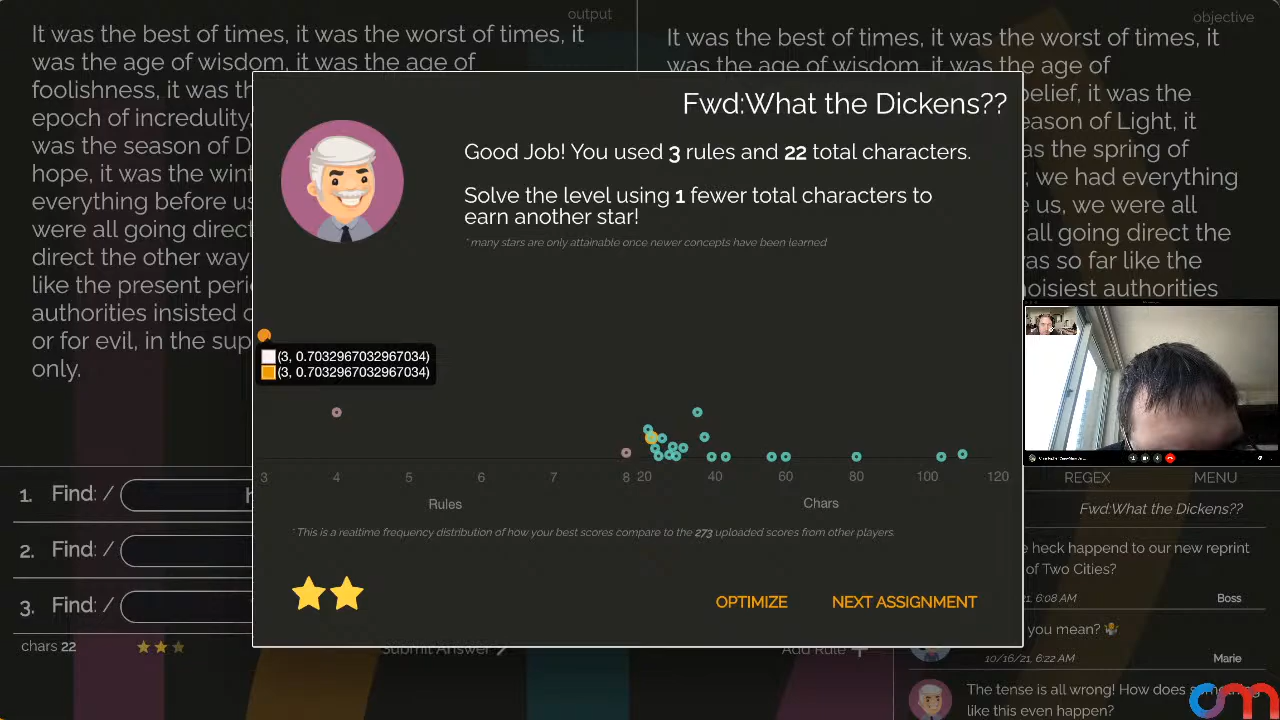 output
It was the best of times, it was the worst of times, it
was the age of wisdom, it was the age of
foolishness, it was th
epoch of incredulity,
was the season of D
hope, it was the wint
everything before us
were all going direct
direct the other way
like the present peri
authorities insisted o
or for evil, in the sup
only.
objective
It was the best of times, it was the worst of times, it
was the age of wisdom, it was the age of
belief, it was the
eason of Light, it
as the spring of
, we had everything
e us, we were all
all going direct the
as so far like the
noisiest authorities
Fwd:What the Dickens??
Good Job! You used 3 rules and 22 total characters.
Solve the level using 1 fewer total characters to
earn another star!
* many stars are only attainable once newer concepts have been learned
(3, 0.7032967032967034)
(3, 0.7032967032967034)
3 4 5 6 7 8
Rules
20 40 60 80 100 120
Chars
* This is a realtime frequency distribution of how your best scores compare to the 273 uploaded scores from other players.
OPTIMIZE
NEXT ASSIGNMENT
1. Find: /
2. Find: /
3. Find: /
chars 22
Submit Answer
Add Rule
REGEX
MENU
Fwd:What the Dickens??
heck happend to our new reprint
of Two Cities?
6:08 AM
Boss
you mean?
10/16/21, 6:22 AM
Marie
The tense is all wrong! How does something
like this even happen?